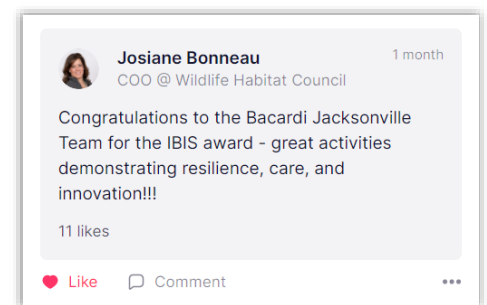 Josiane Bonneau
1 month
COO @ Wildlife Habitat Council
Congratulations to the Bacardi Jacksonville
Team for the IBIS award - great activities
demonstrating resilience, care, and
innovation!!!
11 likes
Like
Comment